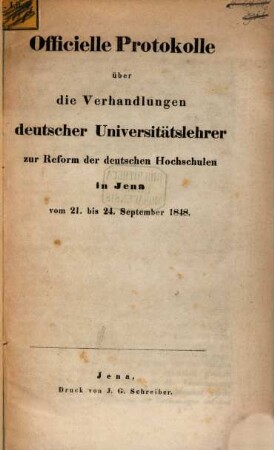 Officielle Protokolle
über
die Verhandlungen
deutscher Universitätslehrer
zur Reform der deutschen Hochschulen
in Jena
vom 21. bis 24. September 1848.
Jena,
Druck von J. G. Schreiber.